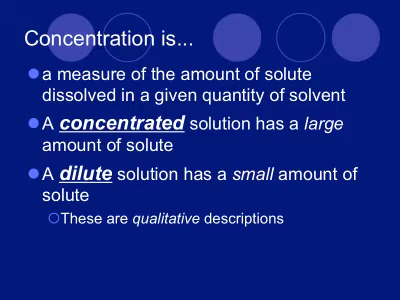 Concentration is...
a measure of the amount of solute
dissolved in a given quantity of solvent
A concentrated solution has a large
amount of solute
A dilute solution has a small amount of
solute
These are qualitative descriptions